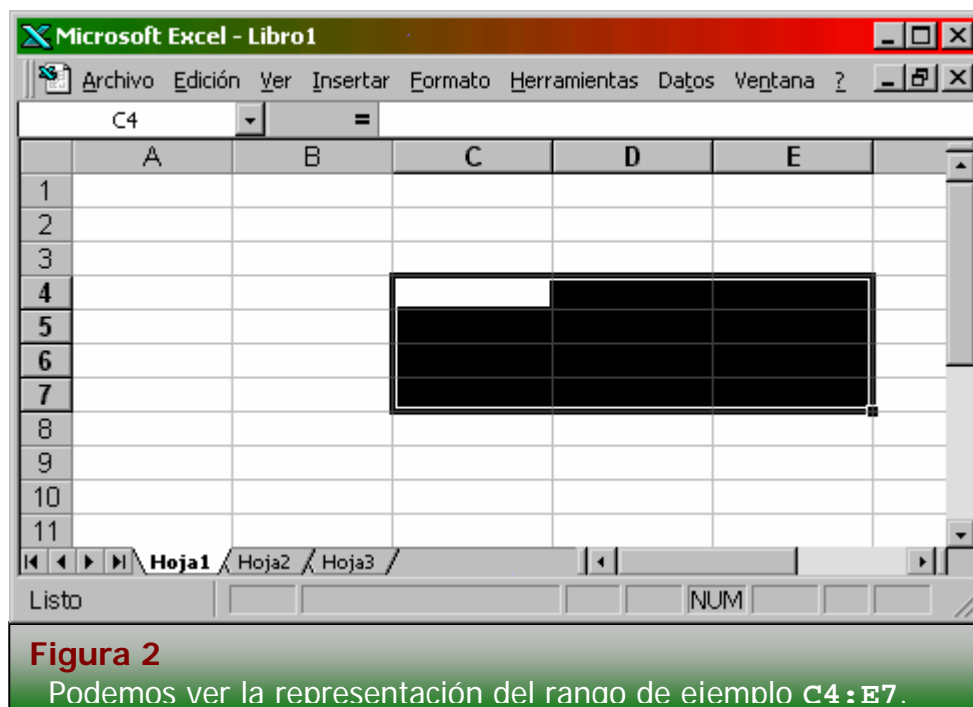 Microsoft Excel - Libro1
Archivo Edición Ver Insertar Formato Herramientas Datos Ventana ?
C4 =
A B C D E
1
2
3
4
5
6
7
8
9
10
11
Hoja1 Hoja2 Hoja3
Listo NUM
Figura 2
Podemos ver la representación del rango de ejemplo C4:E7.